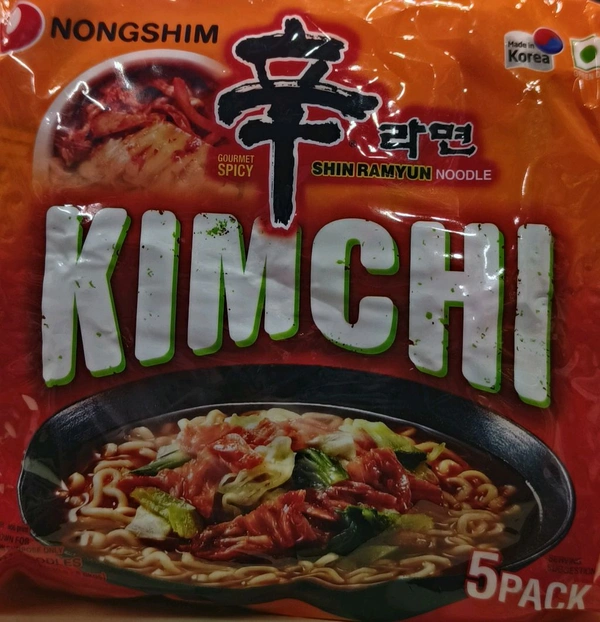 NONGSHIM
Made in
Korea
辛
라면
GOURMET
SPICY
SHIN RAMYUN NOODLE
KIMCHI
5PACK